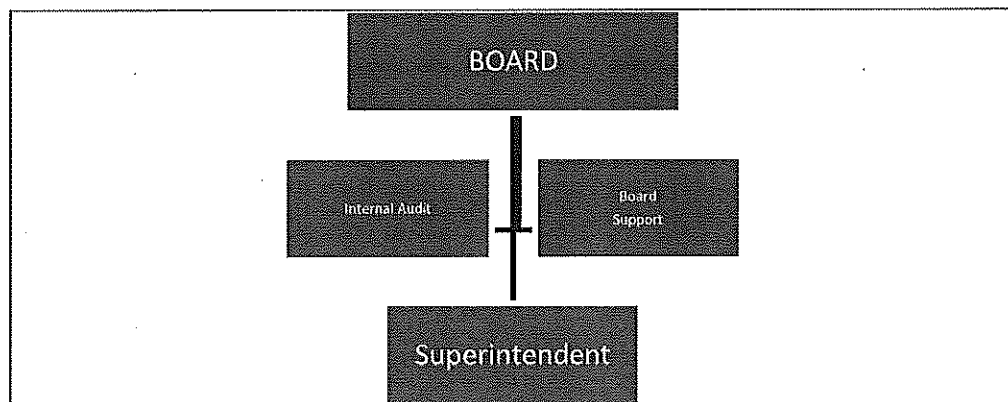 BOARD
Internal Audit
Board
Support
Superintendent